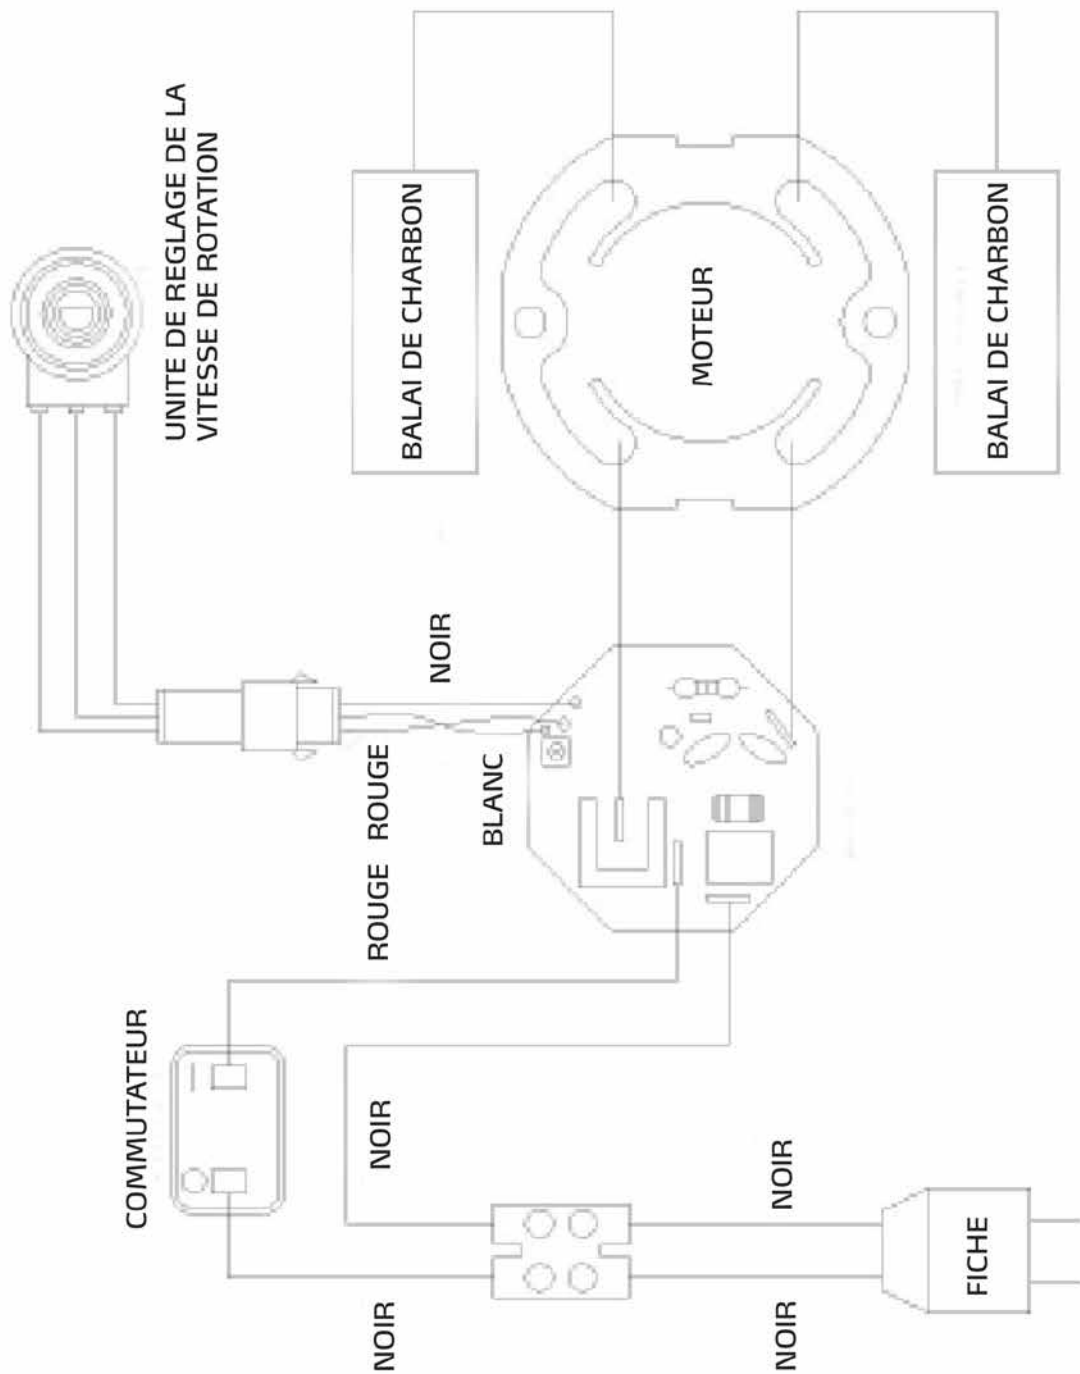 UNITE DE REGLAGE DE LA
VITESSE DE ROTATION
BALAI DE CHARBON
MOTEUR
BALAI DE CHARBON
NOIR
ROUGE
ROUGE
BLANC
COMMUTATEUR
NOIR
NOIR
NOIR
NOIR
FICHE